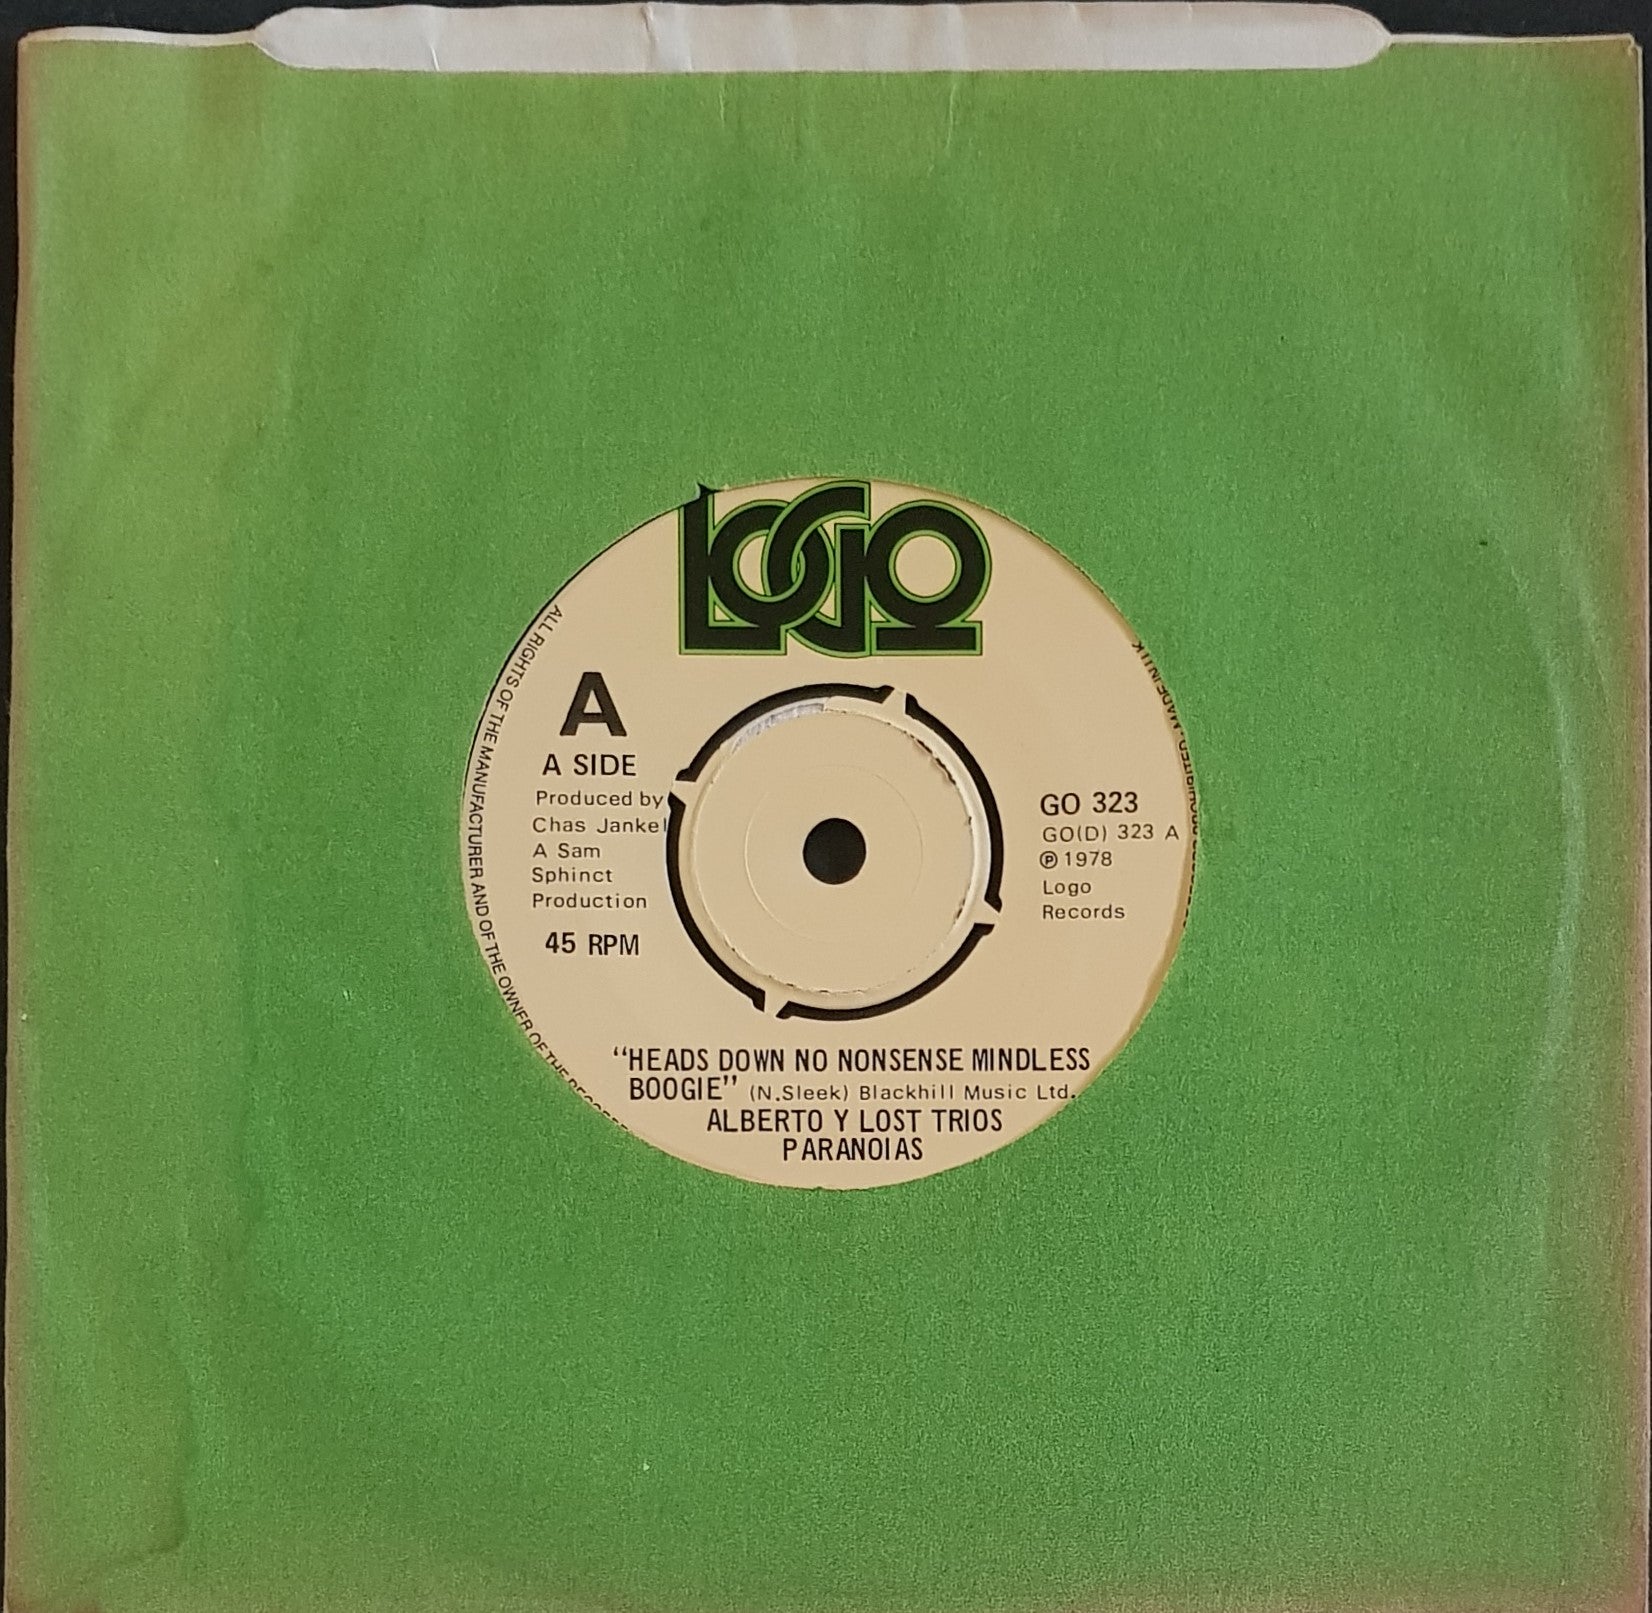 LOGO
ALL RIGHTS OF THE MANUFACTURER AND OF THE OWNER OF THE
MADE IN U.K.
A
A SIDE
Produced by
Chas Jankel
A Sam
Sphinct
Production
45 RPM
GO 323
GO(D) 323 A
℗ 1978
Logo
Records
"HEADS DOWN NO NONSENSE MINDLESS
BOOGIE" (N.Sleek) Blackhill Music Ltd.
ALBERTO Y LOST TRIOS
PARANOIAS